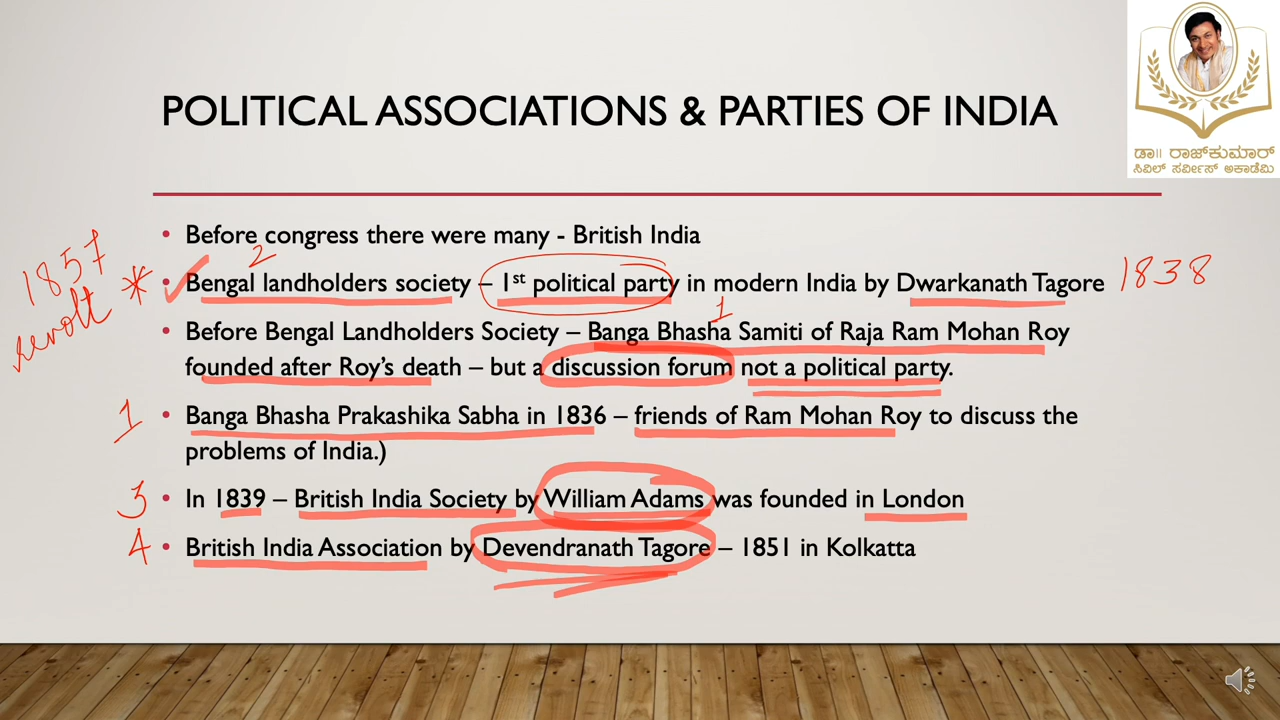 ಡಾ|| ರಾಜ್‌ಕುಮಾರ್
ಸಿವಿಲ್ ಸರ್ವೀಸ್ ಅಕಾಡೆಮಿ
POLITICAL ASSOCIATIONS & PARTIES OF INDIA
1857
revolt
• Before congress there were many - British India
2
* • Bengal landholders society – 1st political party in modern India by Dwarkanath Tagore 1838
1
• Before Bengal Landholders Society – Banga Bhasha Samiti of Raja Ram Mohan Roy
founded after Roy's death – but a discussion forum not a political party.
1 • Banga Bhasha Prakashika Sabha in 1836 – friends of Ram Mohan Roy to discuss the
problems of India.)
3 • In 1839 – British India Society by William Adams was founded in London
4 • British India Association by Devendranath Tagore – 1851 in Kolkatta